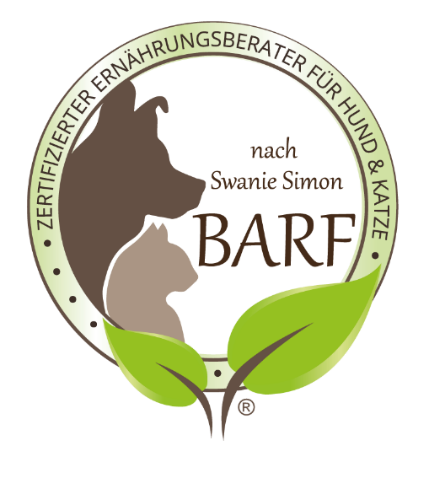 · ZERTIFIZIERTER ERNÄHRUNGSBERATER FÜR HUND & KATZE ·
nach
Swanie Simon
BARF
®